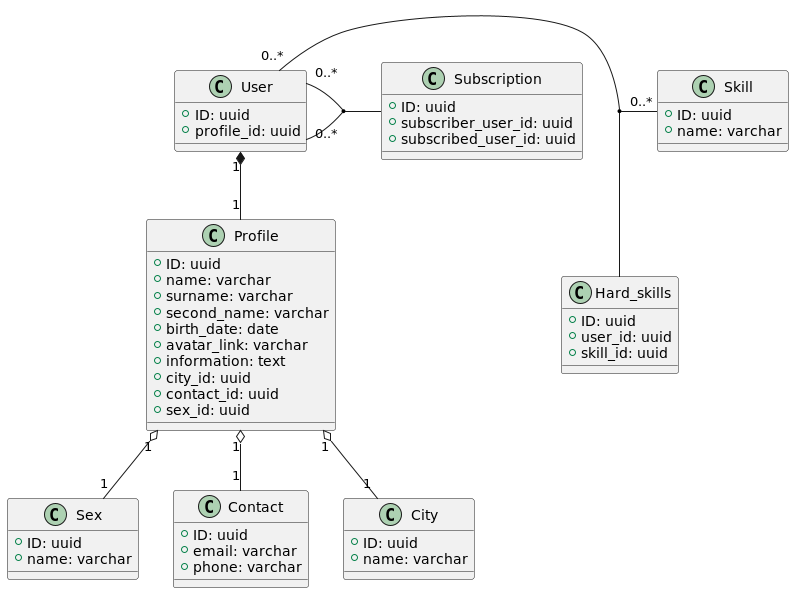 0..*
C User
+ ID: uuid
+ profile_id: uuid
0..*
0..*
C Subscription
ID: uuid
subscriber_user_id: uuid
subscribed_user_id: uuid
0..*
C Skill
ID: uuid
name: varchar
1
1
C Profile
ID: uuid
name: varchar
surname: varchar
second_name: varchar
birth_date: date
avatar_link: varchar
information: text
city_id: uuid
contact_id: uuid
sex_id: uuid
C Hard_skills
ID: uuid
user_id: uuid
skill_id: uuid
1
1
1
1
1
1
C Sex
ID: uuid
name: varchar
C Contact
ID: uuid
email: varchar
phone: varchar
C City
ID: uuid
name: varchar